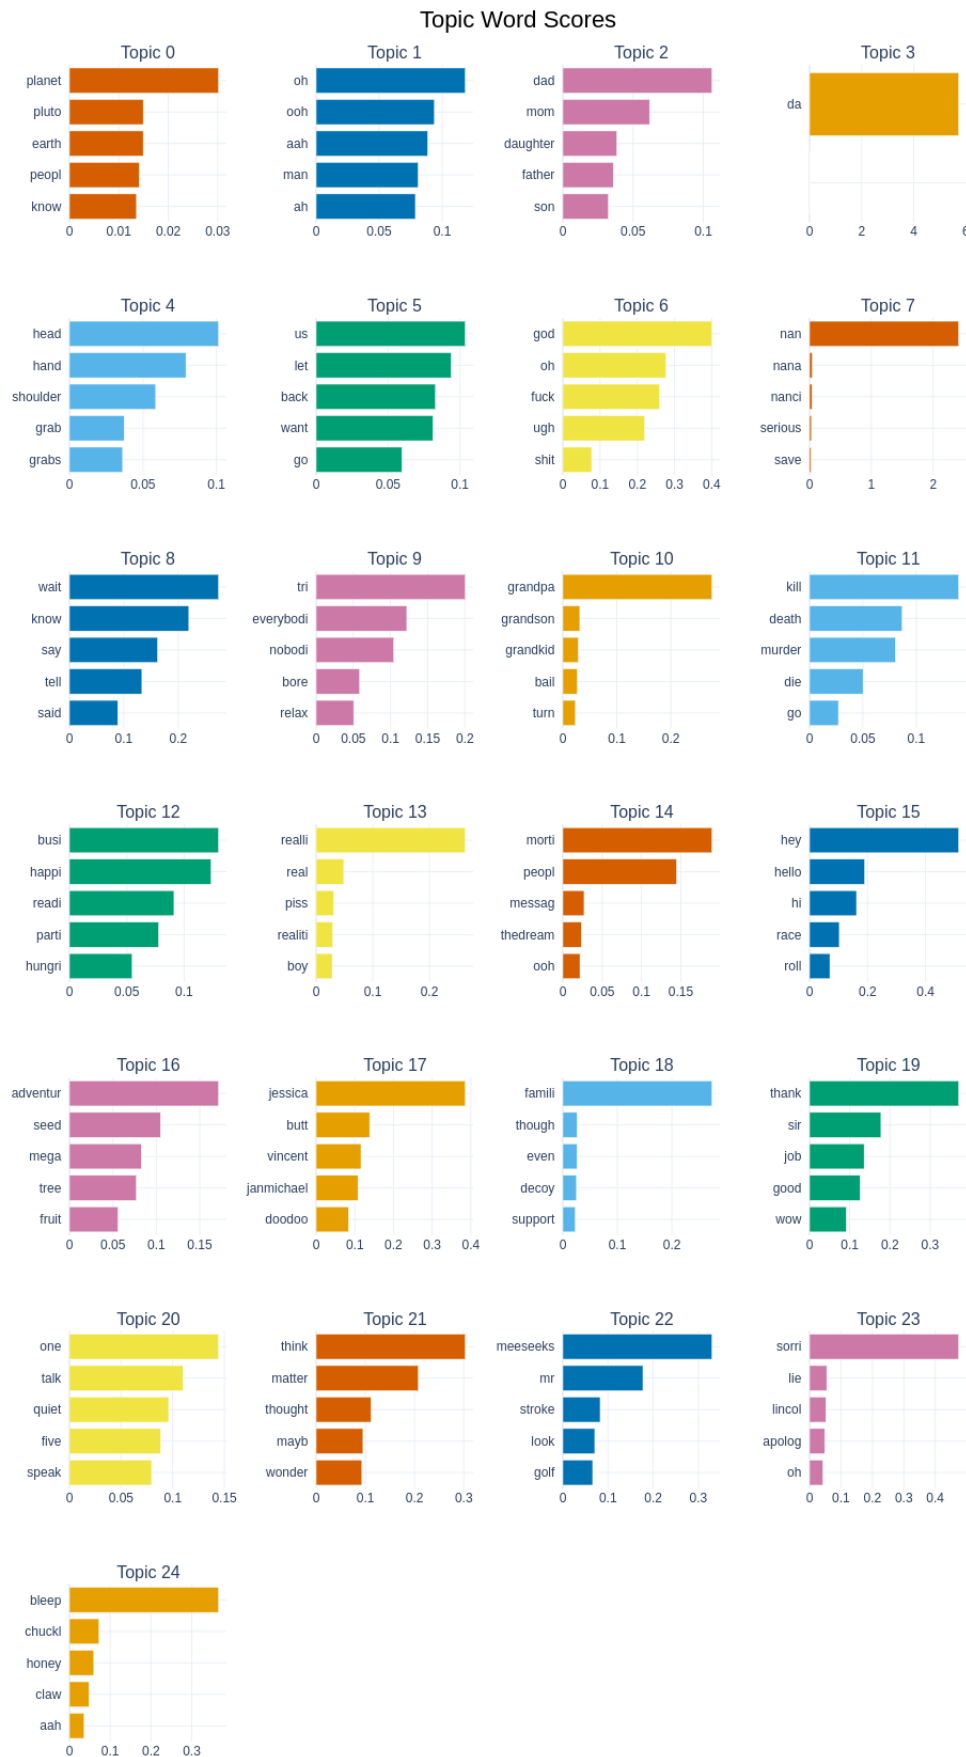 Topic Word Scores
Topic 0
planet
pluto
earth
peopl
know
0 0.01 0.02 0.03
Topic 1
oh
ooh
aah
man
ah
0 0.05 0.1
Topic 2
dad
mom
daughter
father
son
0 0.05 0.1
Topic 3
da
0 2 4 6
Topic 4
head
hand
shoulder
grab
grabs
0 0.05 0.1
Topic 5
us
let
back
want
go
0 0.05 0.1
Topic 6
god
oh
fuck
ugh
shit
0 0.1 0.2 0.3 0.4
Topic 7
nan
nana
nanci
serious
save
0 1 2
Topic 8
wait
know
say
tell
said
0 0.1 0.2
Topic 9
tri
everybodi
nobodi
bore
relax
0 0.05 0.1 0.15 0.2
Topic 10
grandpa
grandson
grandkid
bail
turn
0 0.1 0.2
Topic 11
kill
death
murder
die
go
0 0.05 0.1
Topic 12
busi
happi
readi
parti
hungri
0 0.05 0.1
Topic 13
realli
real
piss
realiti
boy
0 0.1 0.2
Topic 14
morti
peopl
messag
thedream
ooh
0 0.05 0.1 0.15
Topic 15
hey
hello
hi
race
roll
0 0.2 0.4
Topic 16
adventur
seed
mega
tree
fruit
0 0.05 0.1 0.15
Topic 17
jessica
butt
vincent
janmichael
doodoo
0 0.1 0.2 0.3 0.4
Topic 18
famili
though
even
decoy
support
0 0.1 0.2
Topic 19
thank
sir
job
good
wow
0 0.1 0.2 0.3
Topic 20
one
talk
quiet
five
speak
0 0.05 0.1 0.15
Topic 21
think
matter
thought
mayb
wonder
0 0.1 0.2 0.3
Topic 22
meeseeks
mr
stroke
look
golf
0 0.1 0.2 0.3
Topic 23
sorri
lie
lincol
apolog
oh
0 0.1 0.2 0.3 0.4
Topic 24
bleep
chuckl
honey
claw
aah
0 0.1 0.2 0.3